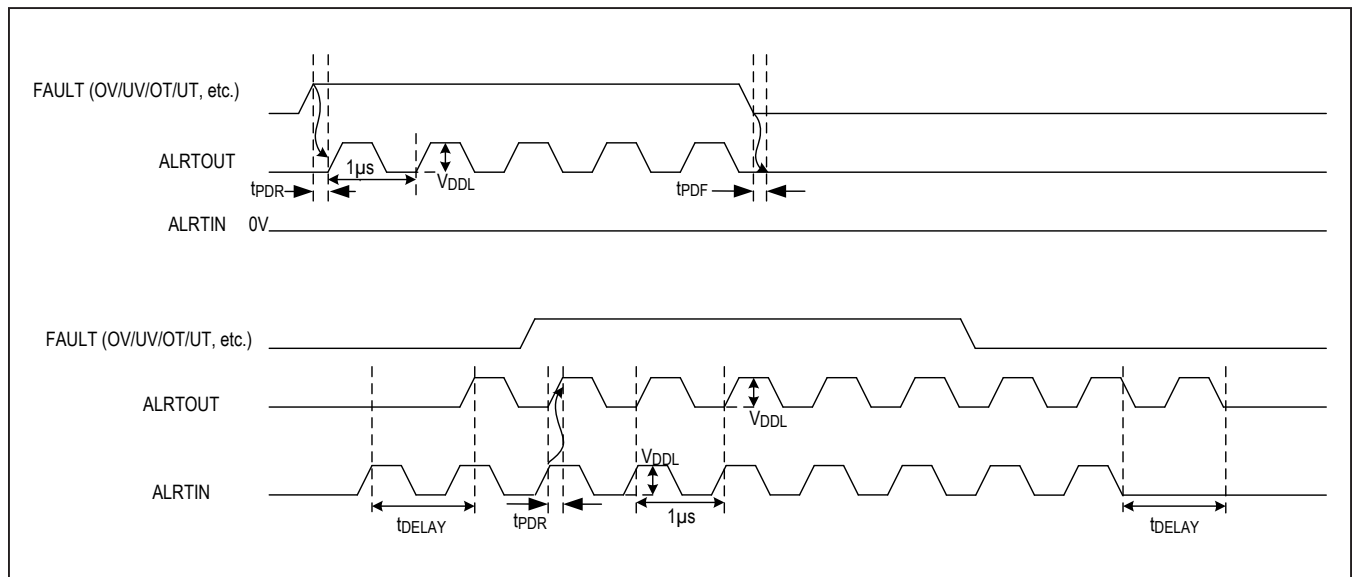 FAULT (OV/UV/OT/UT, etc.)
ALRTOUT
1µs
VDDL
tPDR
tPDF
ALRTIN 0V
FAULT (OV/UV/OT/UT, etc.)
ALRTOUT
VDDL
VDDL
ALRTIN
tDELAY
tPDR
1µs
tDELAY